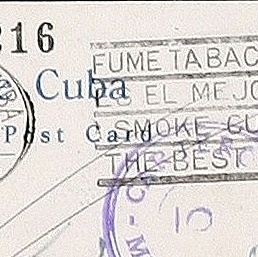 216
FUME TABAC
Cuba
ES EL MEJO
Post Card
SMOKE CU
THE BEST
10